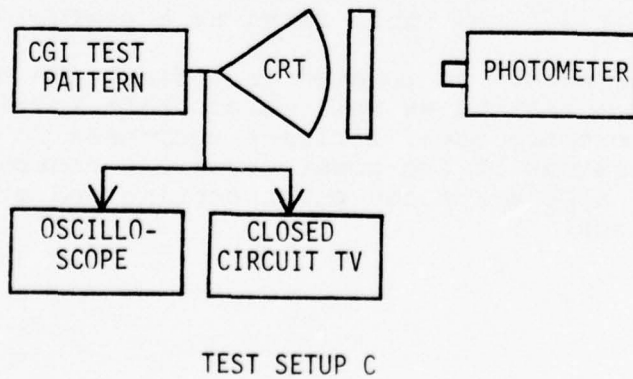 CGI TEST
PATTERN
CRT
PHOTOMETER
OSCILLO-
SCOPE
CLOSED
CIRCUIT TV
TEST SETUP C